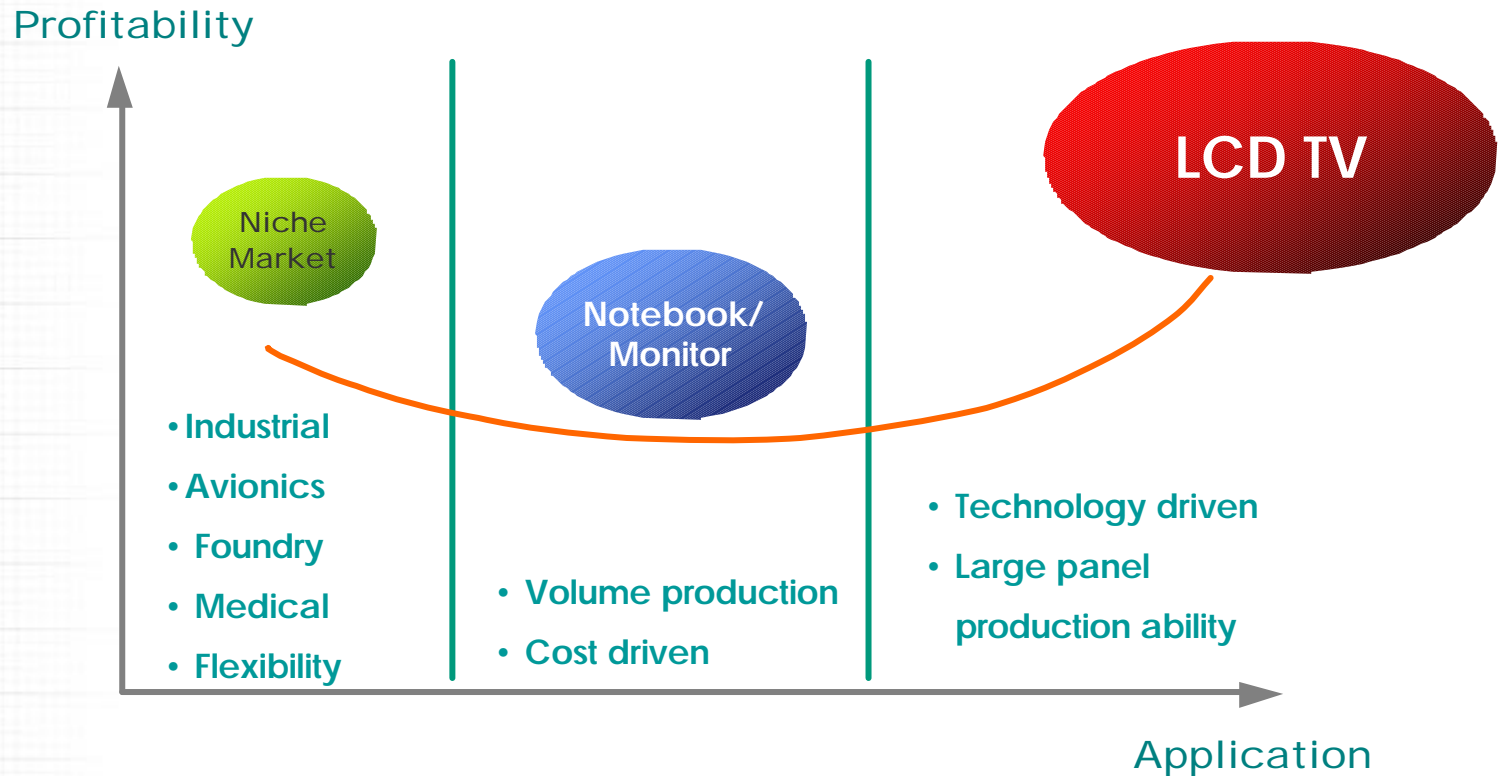 Profitability
LCD TV
Niche
Market
Notebook/
Monitor
• Industrial
• Avionics
• Foundry
• Medical
• Flexibility
• Volume production
• Cost driven
• Technology driven
• Large panel
production ability
Application